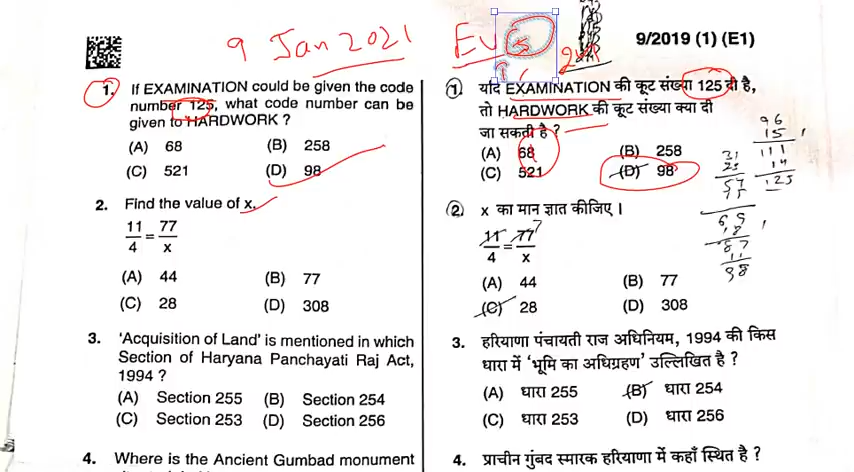 9 Jan 2021
9/2019 (1) (E1)
1. If EXAMINATION could be given the code
number 125, what code number can be
given to HARDWORK ?
(A) 68 (B) 258
(C) 521 (D) 98
2. Find the value of x.
11/4 = 77/x
(A) 44 (B) 77
(C) 28 (D) 308
3. 'Acquisition of Land' is mentioned in which
Section of Haryana Panchayati Raj Act,
1994 ?
(A) Section 255 (B) Section 254
(C) Section 253 (D) Section 256
4. Where is the Ancient Gumbad monument
1 यदि EXAMINATION की कूट संख्या 125 दी है,
तो HARDWORK की कूट संख्या क्या दी
जा सकती है ?
(A) 68 (B) 258
(C) 521 (D) 98
2 x का मान ज्ञात कीजिए ।
11/4 = 77/x
7
(A) 44 (B) 77
(C) 28 (D) 308
3. हरियाणा पंचायती राज अधिनियम, 1994 की किस
धारा में 'भूमि का अधिग्रहण' उल्लिखित है ?
(A) धारा 255 (B) धारा 254
(C) धारा 253 (D) धारा 256
4. प्राचीन गुंबद स्मारक हरियाणा में कहाँ स्थित है ?
96
15
111
14
125